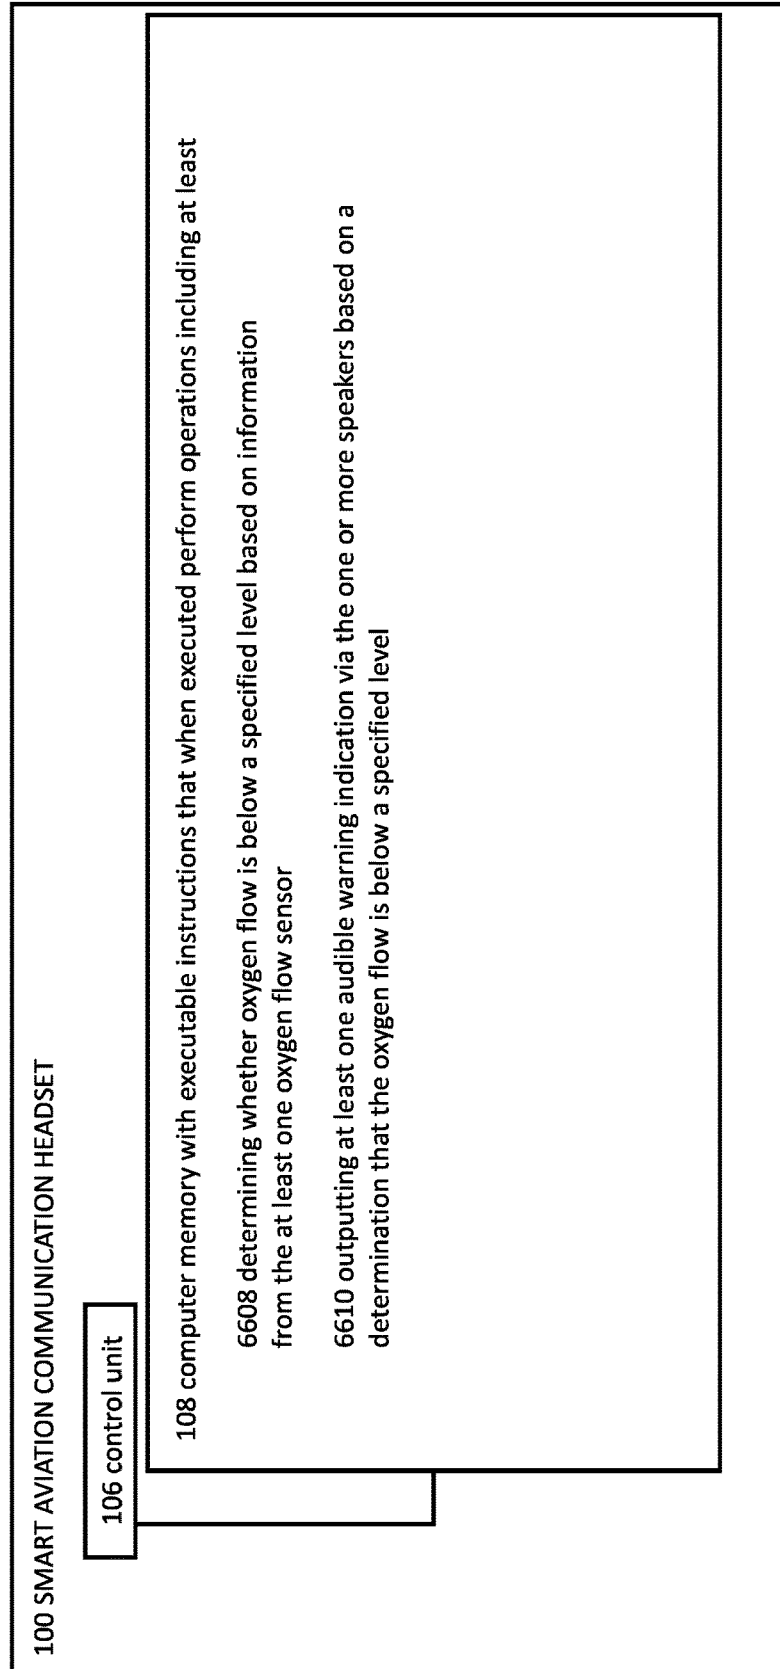 100 SMART AVIATION COMMUNICATION HEADSET
106 control unit
108 computer memory with executable instructions that when executed perform operations including at least
6608 determining whether oxygen flow is below a specified level based on information
from the at least one oxygen flow sensor
6610 outputting at least one audible warning indication via the one or more speakers based on a
determination that the oxygen flow is below a specified level